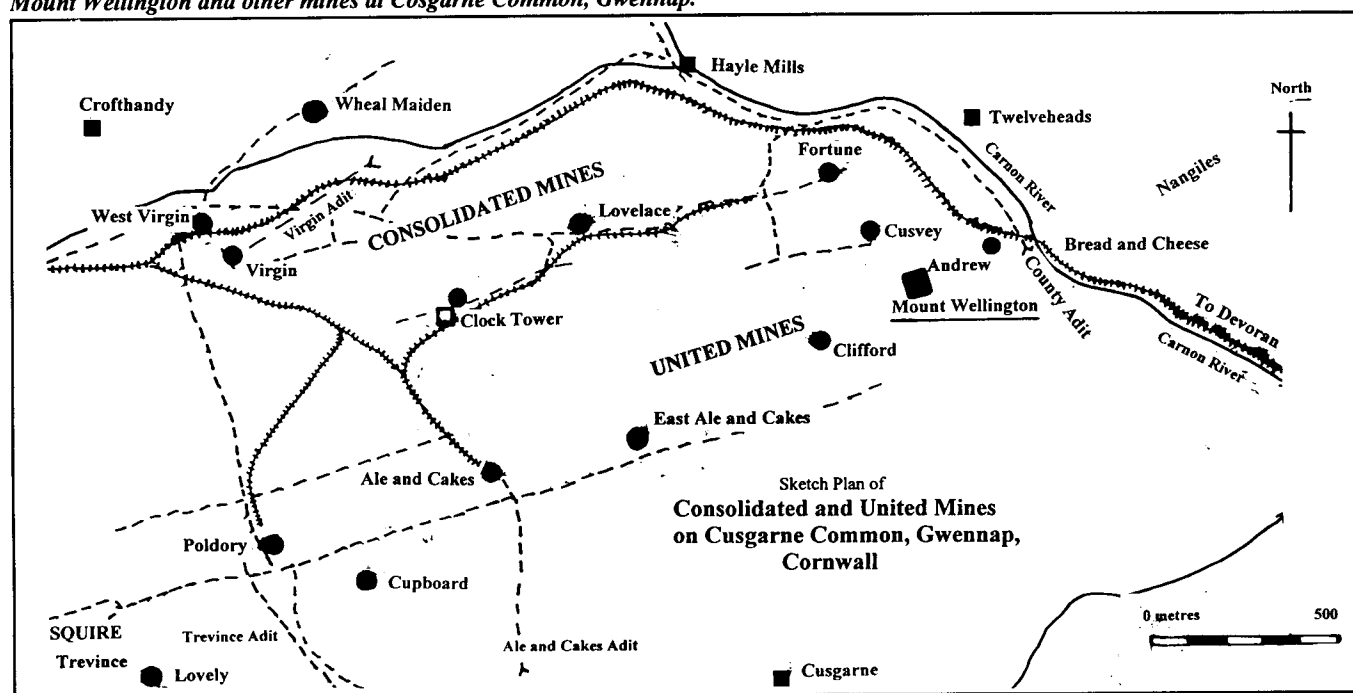 Mount Wellington and other mines at Cosgarne Common, Gwennap.
Hayle Mills
North
Crofthandy
Wheal Maiden
Twelveheads
Fortune
Nangiles
CONSOLIDATED MINES
Carnon River
West Virgin
Virgin Adit
Lovelace
Cusvey
Bread and Cheese
Virgin
Andrew
Mount Wellington
County Adit
To Devoran
Clock Tower
UNITED MINES
Clifford
Carnon River
East Ale and Cakes
Ale and Cakes
Sketch Plan of
Consolidated and United Mines
on Cusgarne Common, Gwennap,
Cornwall
Poldory
Cupboard
0 metres 500
SQUIRE
Trevince
Trevince Adit
Ale and Cakes Adit
Lovely
Cusgarne